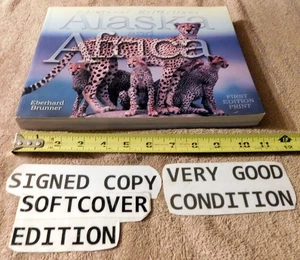 Alaska
Africa
Eberhard
Brunner
FIRST
EDITION
PRINT
SIGNED COPY
SOFTCOVER
EDITION
VERY GOOD
CONDITION